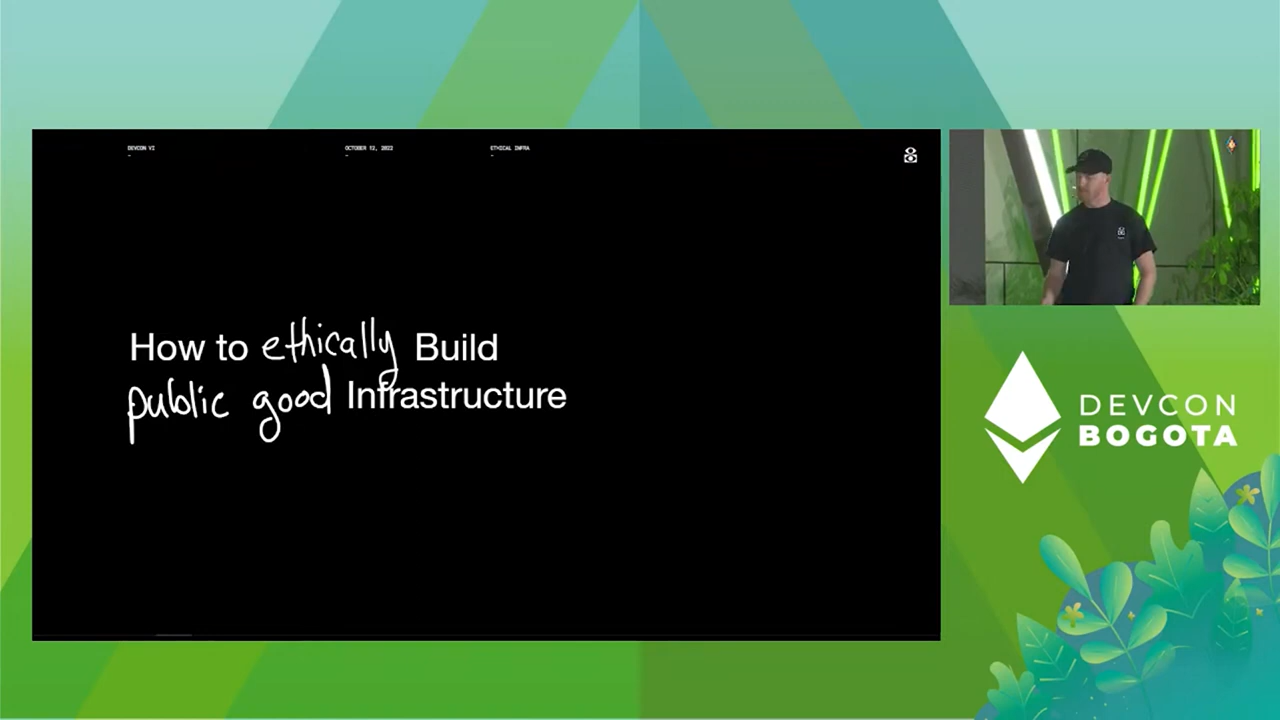 DEVCON VI
OCTOBER 12, 2022
ETHICAL INFRA
How to ethically Build
public good Infrastructure
DEVCON
BOGOTA